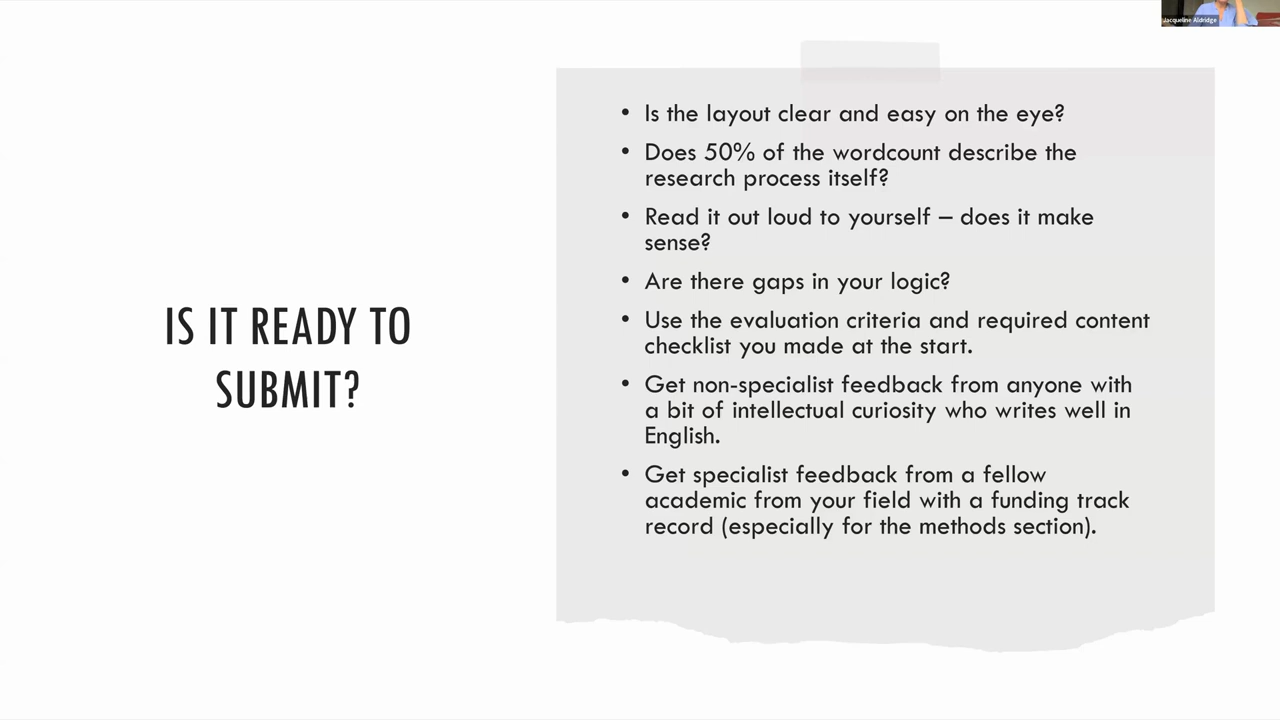 Jacqueline Aldridge
IS IT READY TO
SUBMIT?
• Is the layout clear and easy on the eye?
• Does 50% of the wordcount describe the
research process itself?
• Read it out loud to yourself – does it make
sense?
• Are there gaps in your logic?
• Use the evaluation criteria and required content
checklist you made at the start.
• Get non-specialist feedback from anyone with
a bit of intellectual curiosity who writes well in
English.
• Get specialist feedback from a fellow
academic from your field with a funding track
record (especially for the methods section).